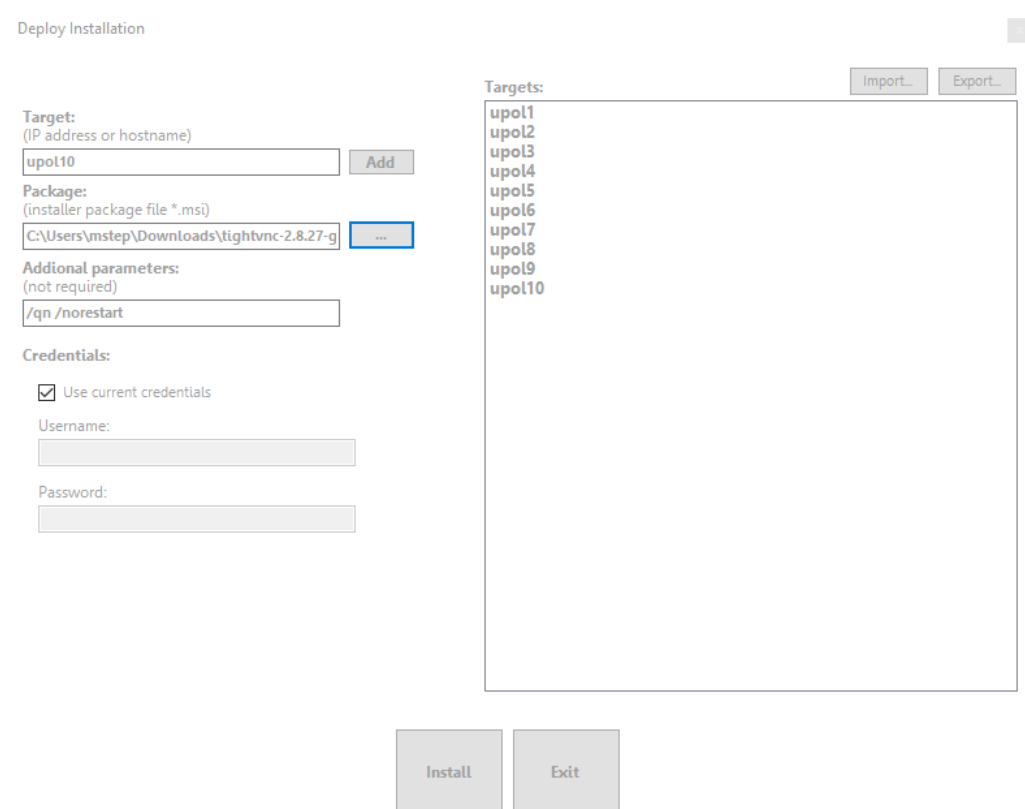 Deploy Installation
Target:
(IP address or hostname)
upol10
Add
Package:
(installer package file *.msi)
C:\Users\mstep\Downloads\tightvnc-2.8.27-g
...
Addional parameters:
(not required)
/qn /norestart
Credentials:
Use current credentials
Username:
Password:
Targets:
Import...
Export...
upol1
upol2
upol3
upol4
upol5
upol6
upol7
upol8
upol9
upol10
Install
Exit